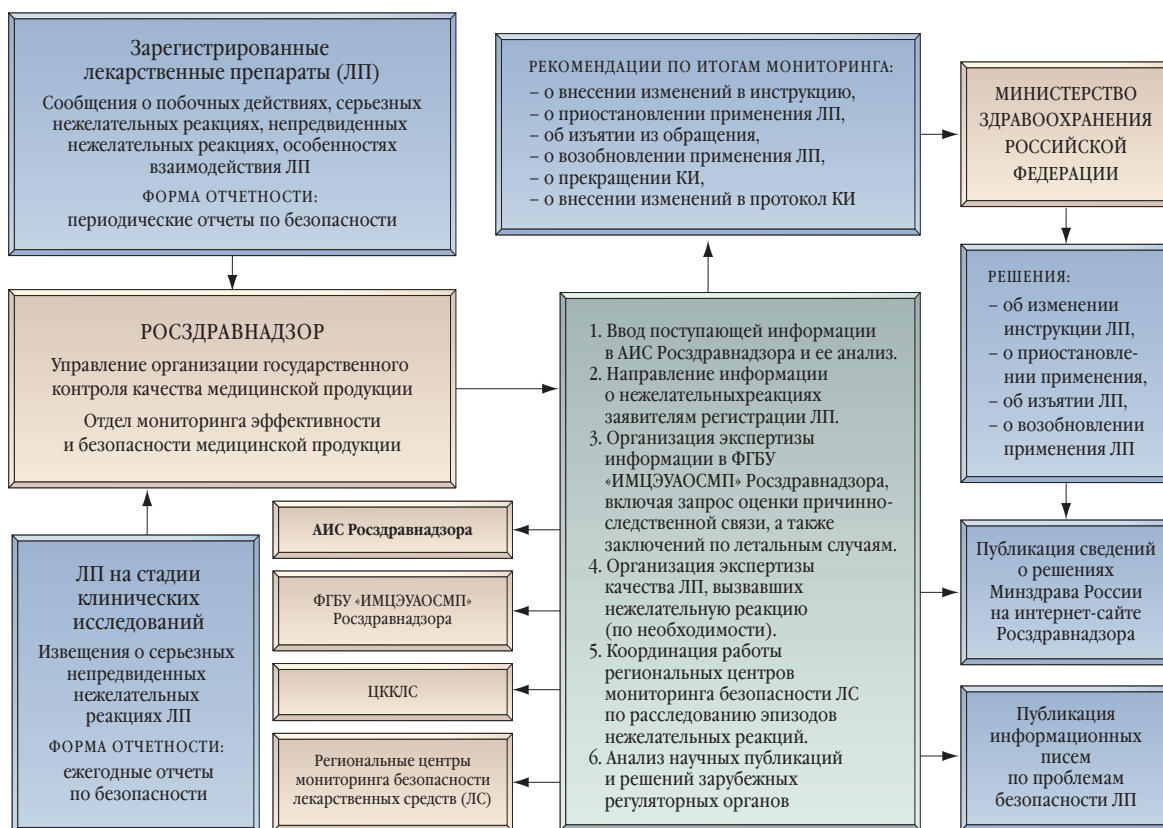 Зарегистрированные
лекарственные препараты (ЛП)
Сообщения о побочных действиях, серьезных
нежелательных реакциях, непредвиденных
нежелательных реакциях, особенностях
взаимодействия ЛП
ФОРМА ОТЧЕТНОСТИ:
периодические отчеты по безопасности
РЕКОМЕНДАЦИИ ПО ИТОГАМ МОНИТОРИНГА:
– о внесении изменений в инструкцию,
– о приостановлении применения ЛП,
– об изъятии из обращения,
– о возобновлении применения ЛП,
– о прекращении КИ,
– о внесении изменений в протокол КИ
МИНИСТЕРСТВО
ЗДРАВООХРАНЕНИЯ
РОССИЙСКОЙ
ФЕДЕРАЦИИ
РОСЗДРАВНАДЗОР
Управление организации государственного
контроля качества медицинской продукции
Отдел мониторинга эффективности
и безопасности медицинской продукции
1. Ввод поступающей информации
в АИС Росздравнадзора и ее анализ.
2. Направление информации
о нежелательныхреакциях
заявителям регистрации ЛП.
3. Организация экспертизы
информации в ФГБУ
«ИМЦЭУАОСМП» Росздравнадзора,
включая запрос оценки причинно-
следственной связи, а также
заключений по летальным случаям.
4. Организация экспертизы
качества ЛП, вызвавших
нежелательную реакцию
(по необходимости).
5. Координация работы
региональных центров
мониторинга безопасности ЛС
по расследованию эпизодов
нежелательных реакций.
6. Анализ научных публикаций
и решений зарубежных
регуляторных органов
РЕШЕНИЯ:
– об изменении
инструкции ЛП,
– о приостановле-
нии применения,
– об изъятии ЛП,
– о возобновлении
применения ЛП
ЛП на стадии
клинических
исследований
Извещения о серьезных
непредвиденных
нежелательных
реакциях ЛП
ФОРМА ОТЧЕТНОСТИ:
ежегодные отчеты
по безопасности
АИС Росздравнадзора
ФГБУ «ИМЦЭУАОСМП»
Росздравнадзора
ЦККЛС
Региональные центры
мониторинга безопасности
лекарственных средств (ЛС)
Публикация сведений
о решениях
Минздрава России
на интернет-сайте
Росздравнадзора
Публикация
информационных
писем
по проблемам
безопасности ЛП